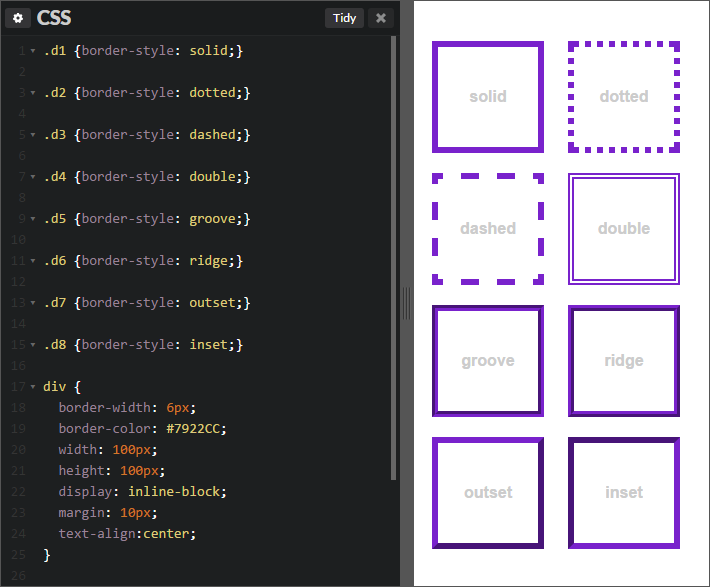 CSS
Tidy
1 .d1 {border-style: solid;}
2
3 .d2 {border-style: dotted;}
4
5 .d3 {border-style: dashed;}
6
7 .d4 {border-style: double;}
8
9 .d5 {border-style: groove;}
10
11 .d6 {border-style: ridge;}
12
13 .d7 {border-style: outset;}
14
15 .d8 {border-style: inset;}
16
17 div {
18 border-width: 6px;
19 border-color: #7922CC;
20 width: 100px;
21 height: 100px;
22 display: inline-block;
23 margin: 10px;
24 text-align:center;
25 }
26
solid
dotted
dashed
double
groove
ridge
outset
inset